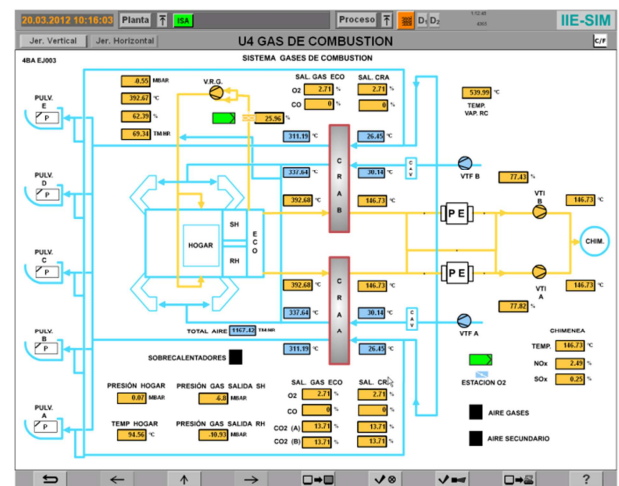 20.03.2012 10:16:03 Planta ISA Proceso D1 D2 IIE-SIM
Jer. Vertical Jer. Horizontal U4 GAS DE COMBUSTION C/F
4BA EJ003 SISTEMA GASES DE COMBUSTION
-0.55 MBAR
392.67 °C
62.39 %
69.34 TM/HR
V.R.G.
25.96 %
SAL. GAS ECO SAL. CRA
O2 2.71 % 2.71 %
CO 0 % 0 %
539.99 °C
TEMP.
VAP. RC
PULV.
E
P
PULV.
D
P
PULV.
C
P
PULV.
B
P
PULV.
A
P
311.19 °C 26.45 °C
337.64 °C 30.14 °C
392.68 °C 146.73 °C
C
R
A
B
C
A
V
VTF B
77.43 %
VTI
B
146.73 °C
PE
HOGAR
SH
RH
E
C
O
CHIM.
392.68 °C 146.73 °C
337.64 °C 30.14 °C
311.19 °C 26.45 °C
C
R
A
A
C
A
V
PE
VTI
A
146.73 °C
77.82 %
VTF A
TOTAL AIRE 1167.42 TM/HR
SOBRECALENTADORES
ESTACION O2
CHIMENEA
TEMP. 146.73 °C
NOx 2.49 %
SOx 0.25 %
PRESIÓN HOGAR PRESIÓN GAS SALIDA SH
0.07 MBAR -6.8 MBAR
TEMP HOGAR PRESIÓN GAS SALIDA RH
94.56 °C -10.93 MBAR
SAL. GAS ECO SAL. CR
O2 2.71 % 2.71 %
CO 0 % 0 %
CO2 (A) 13.71 % 13.71 %
CO2 (B) 13.71 % 13.71 %
AIRE GASES
AIRE SECUNDARIO
?